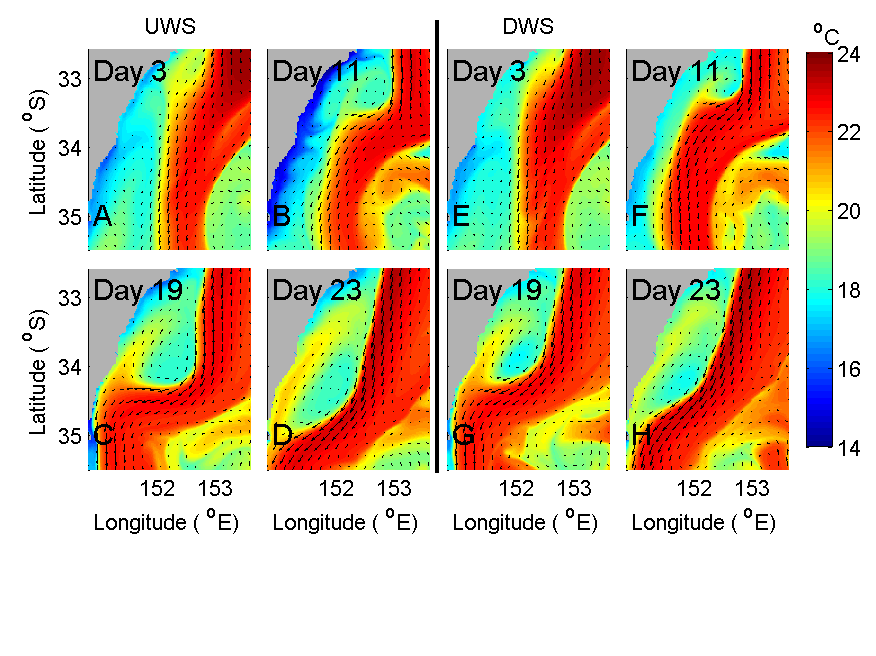 UWS DWS
°C
Day 3 Day 11 Day 3 Day 11 24
33
22
Latitude (°S) 34
20
35 A B E F
18
Day 19 Day 23 Day 19 Day 23
33
16
Latitude (°S) 34
35 C D G H 14
152 153 152 153 152 153 152 153
Longitude (°E) Longitude (°E) Longitude (°E) Longitude (°E)